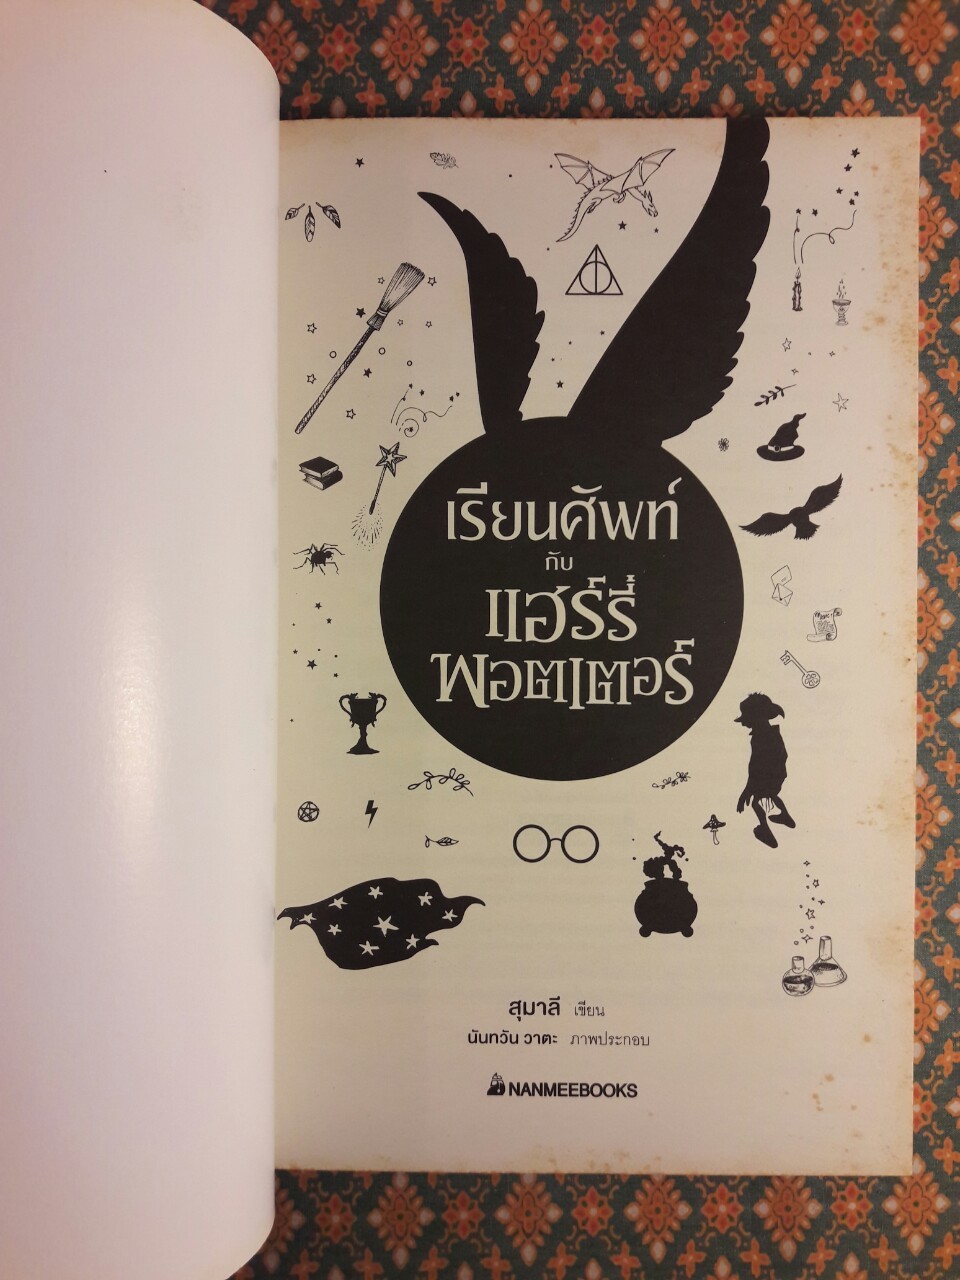 เรียนศัพท์
กับ
แฮร์รี่
พอตเตอร์
สุมาลี เขียน
นันทวัน วาตะ ภาพประกอบ
NANMEEBOOKS